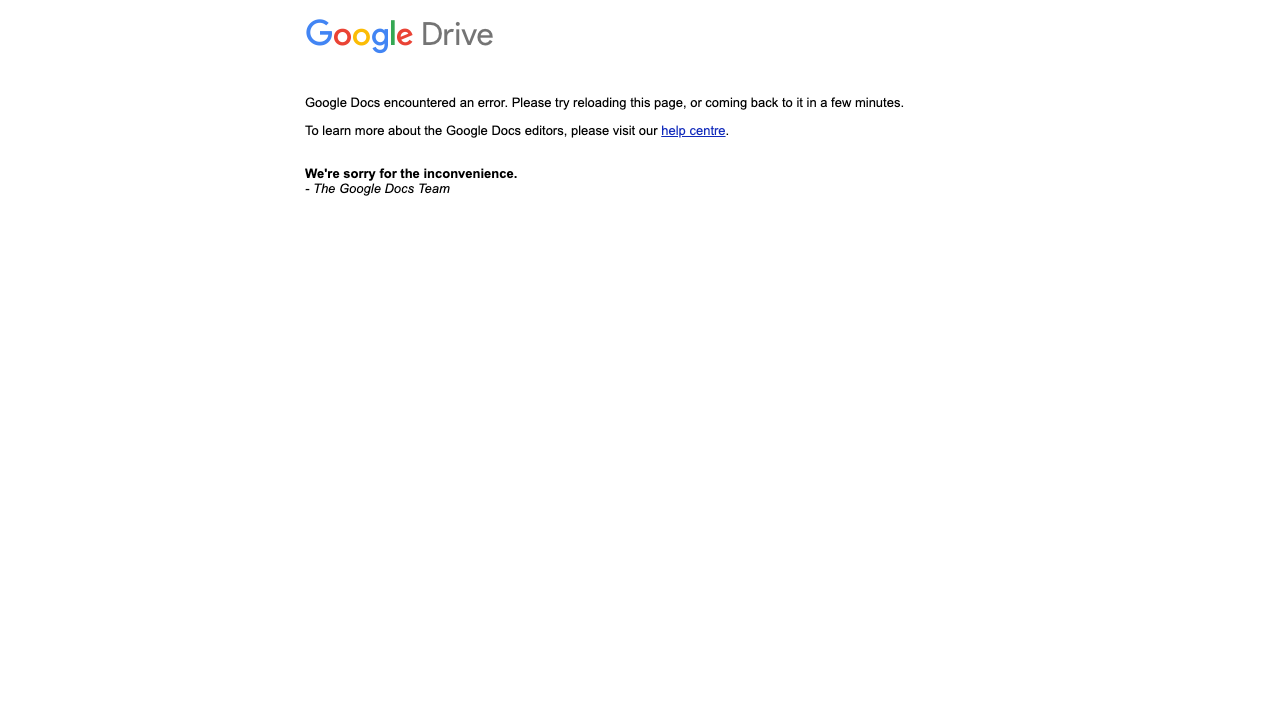 Google Drive
Google Docs encountered an error. Please try reloading this page, or coming back to it in a few minutes.
To learn more about the Google Docs editors, please visit our help centre.
We're sorry for the inconvenience.
- The Google Docs Team